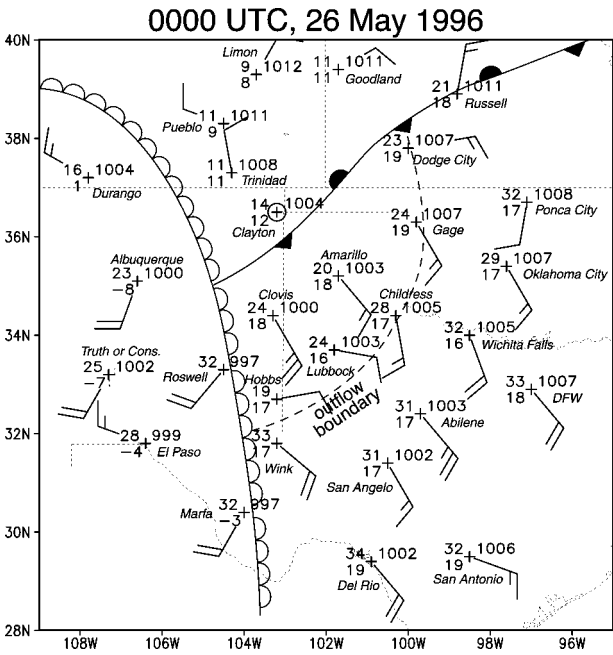 0000 UTC, 26 May 1996
40N
Limon
9 1012
8
11 1011
11 Goodland
21 1011
18 Russell
38N
11 1011
Pueblo 9
23 1007
19 Dodge City
16 1004
1
Durango
11 1008
11 Trinidad
14 1004
12
Clayton
32 1008
17 Ponca City
36N
24 1007
19 Gage
Albuquerque
23 1000
-8
Amarillo
20 1003
18
29 1007
17 Oklahoma City
34N
Clovis
24 1000
18
Childress
28 1005
17
32 1005
16 Wichita Falls
24 1003
16
Lubbock
Truth or Cons.
25 1002
-7
32 997
Roswell
Hobbs
19
17
outflow
boundary
33 1007
18 DFW
32N
28 999
-4 El Paso
33
17
Wink
31 1003
17 Abilene
31 1002
17
San Angelo
30N
32 997
Marfa -3
34 1002
19
Del Rio
32 1006
19
San Antonio
28N
108W 106W 104W 102W 100W 98W 96W